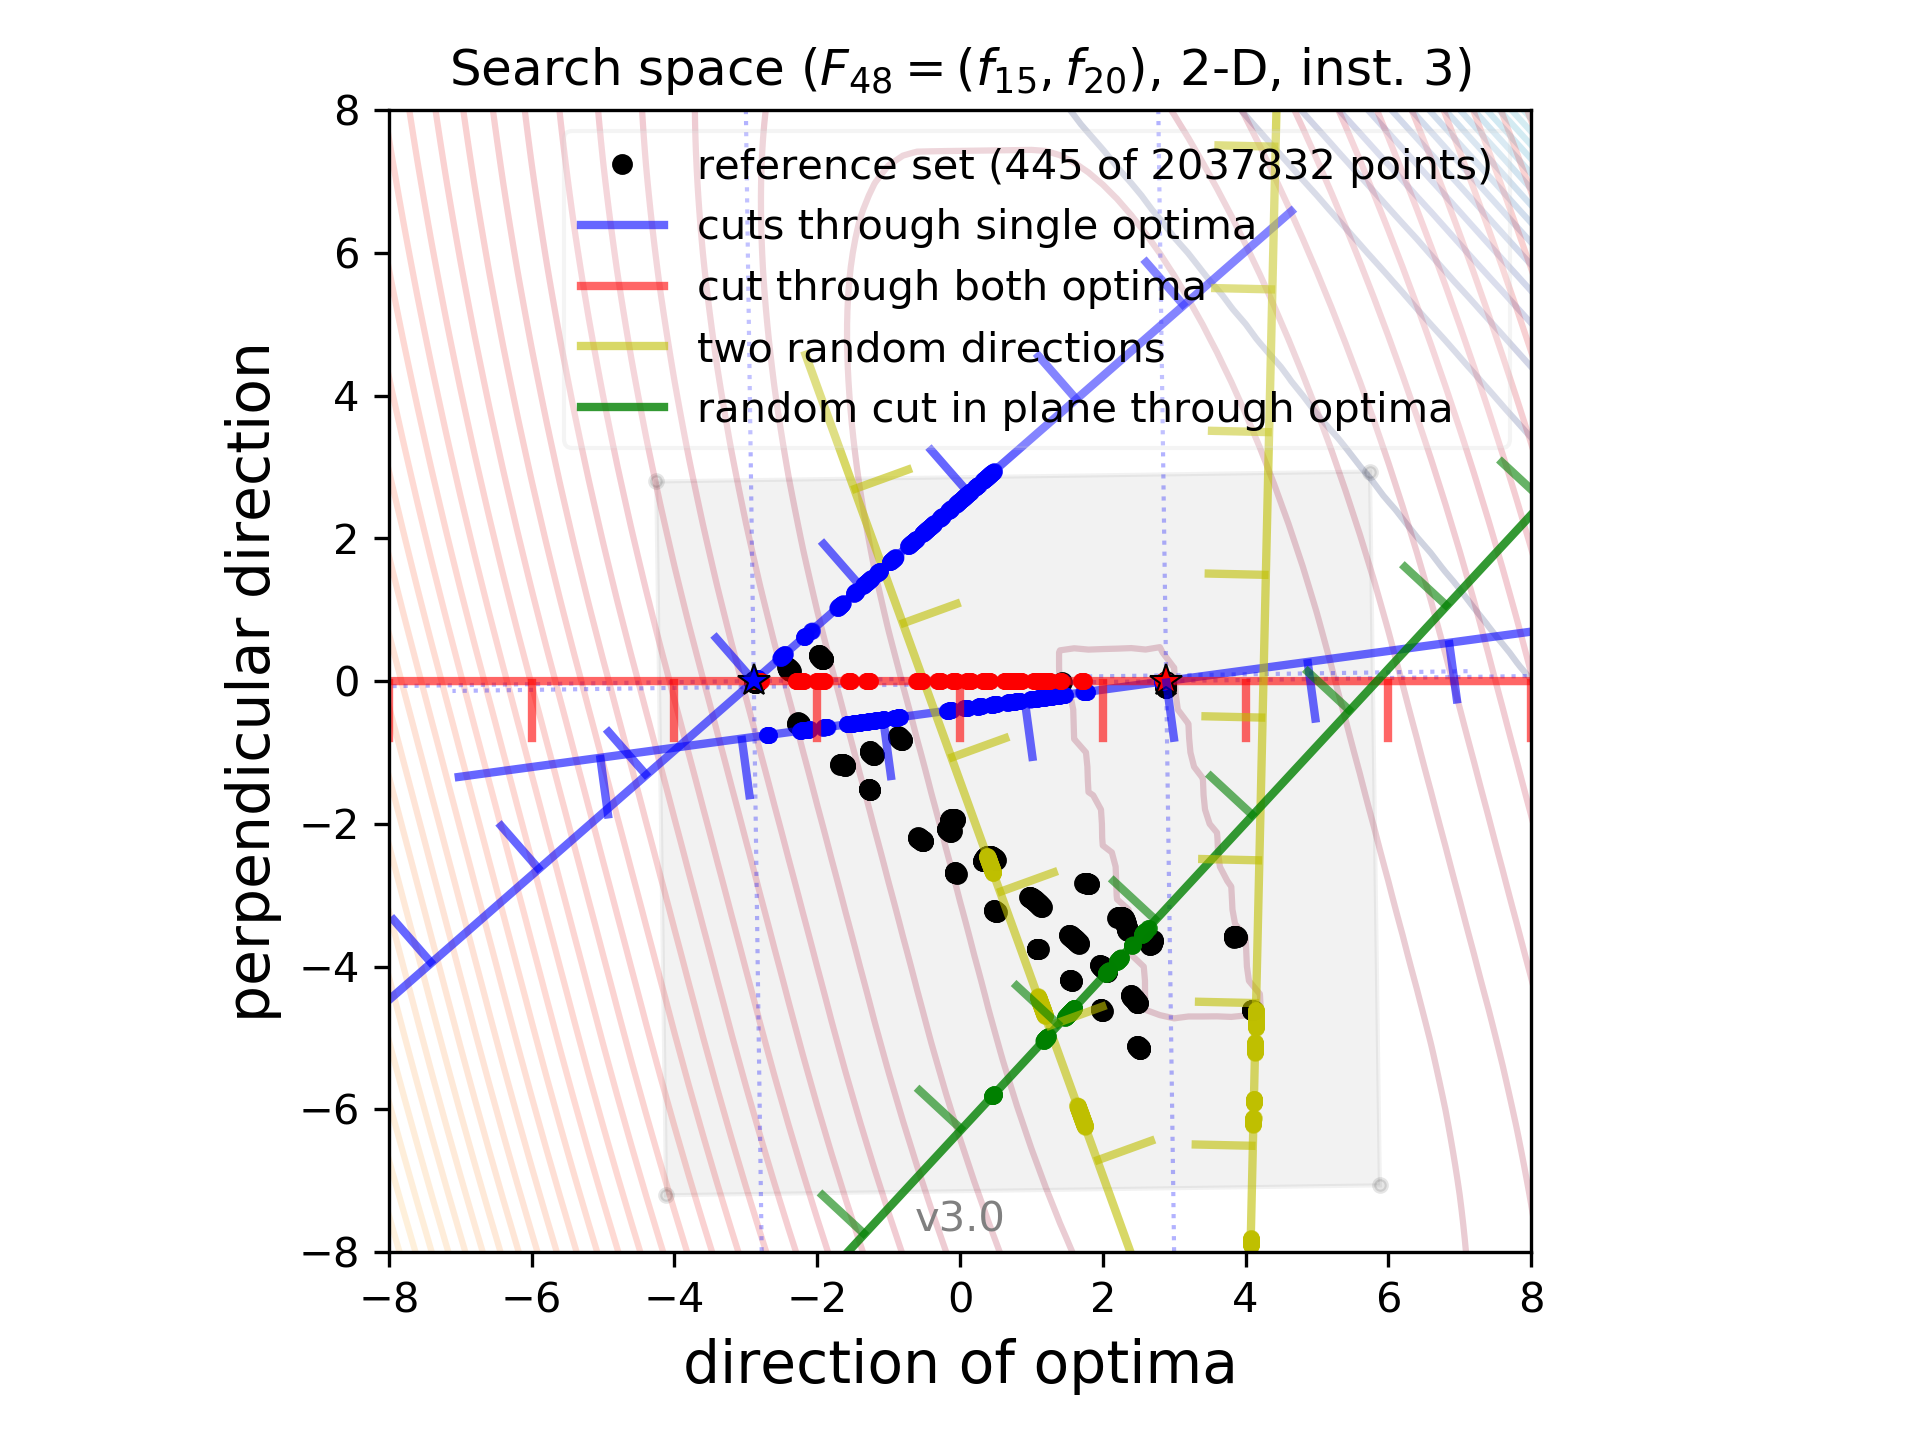 Search space (F48 = (f15, f20), 2-D, inst. 3)
reference set (445 of 2037832 points)
cuts through single optima
cut through both optima
two random directions
random cut in plane through optima
8
6
4
2
0
−2
−4
−6
−8
perpendicular direction
v3.0
−8 −6 −4 −2 0 2 4 6 8
direction of optima